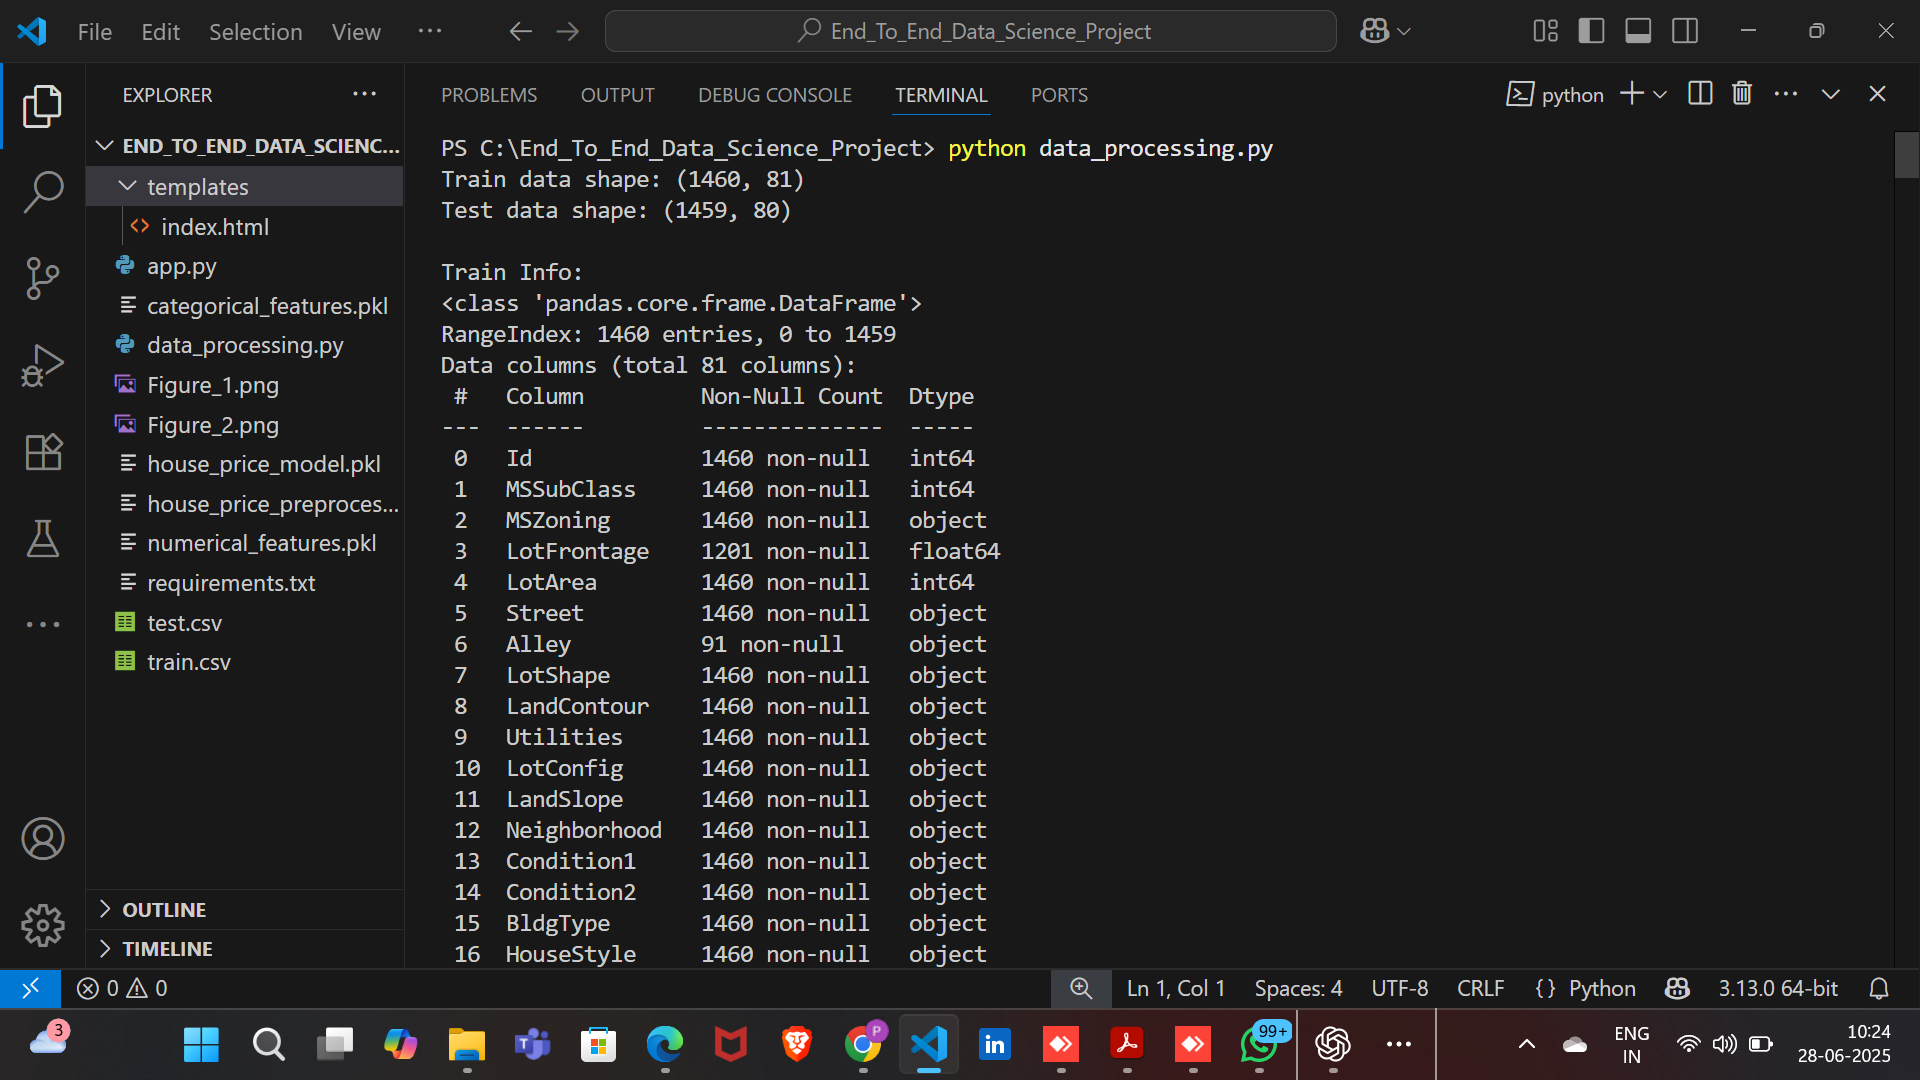 File Edit Selection View ...
End_To_End_Data_Science_Project
EXPLORER
END_TO_END_DATA_SCIENC...
templates
index.html
app.py
categorical_features.pkl
data_processing.py
Figure_1.png
Figure_2.png
house_price_model.pkl
house_price_preproces...
numerical_features.pkl
requirements.txt
test.csv
train.csv
OUTLINE
TIMELINE
PROBLEMS OUTPUT DEBUG CONSOLE TERMINAL PORTS
python
PS C:\End_To_End_Data_Science_Project> python data_processing.py
Train data shape: (1460, 81)
Test data shape: (1459, 80)
Train Info:
<class 'pandas.core.frame.DataFrame'>
RangeIndex: 1460 entries, 0 to 1459
Data columns (total 81 columns):
# Column Non-Null Count Dtype
--- ------ -------------- -----
0 Id 1460 non-null int64
1 MSSubClass 1460 non-null int64
2 MSZoning 1460 non-null object
3 LotFrontage 1201 non-null float64
4 LotArea 1460 non-null int64
5 Street 1460 non-null object
6 Alley 91 non-null object
7 LotShape 1460 non-null object
8 LandContour 1460 non-null object
9 Utilities 1460 non-null object
10 LotConfig 1460 non-null object
11 LandSlope 1460 non-null object
12 Neighborhood 1460 non-null object
13 Condition1 1460 non-null object
14 Condition2 1460 non-null object
15 BldgType 1460 non-null object
16 HouseStyle 1460 non-null object
0 0
Ln 1, Col 1 Spaces: 4 UTF-8 CRLF {} Python 3.13.0 64-bit
3
T
P
in
99+
ENG
IN
10:24
28-06-2025